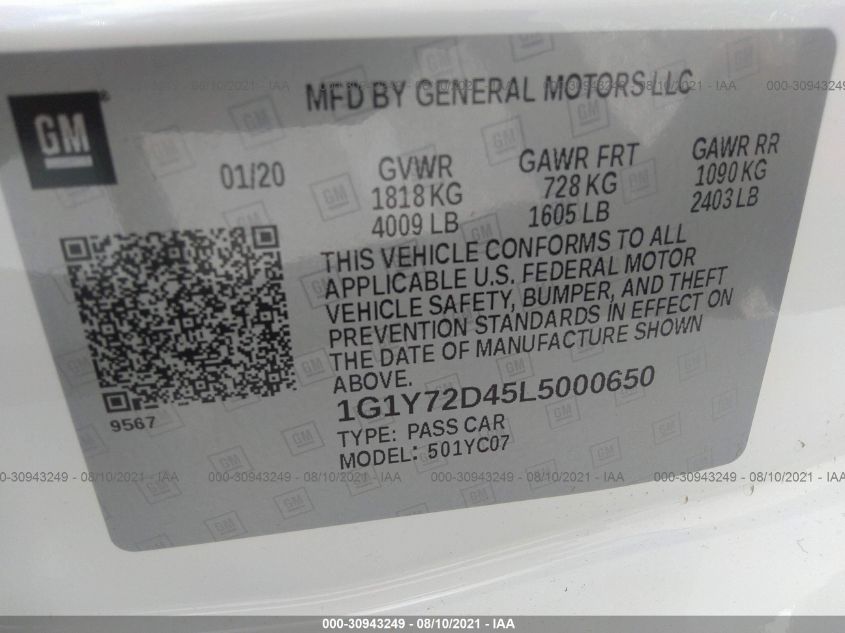 MFD BY GENERAL MOTORS LLC
GM
01/20
GVWR
1818 KG
4009 LB
GAWR FRT
728 KG
1605 LB
GAWR RR
1090 KG
2403 LB
THIS VEHICLE CONFORMS TO ALL
APPLICABLE U.S. FEDERAL MOTOR
VEHICLE SAFETY, BUMPER, AND THEFT
PREVENTION STANDARDS IN EFFECT ON
THE DATE OF MANUFACTURE SHOWN
ABOVE.
9567
1G1Y72D45L5000650
TYPE: PASS CAR
MODEL: 501YC07
000-30943249 - 08/10/2021 - IAA